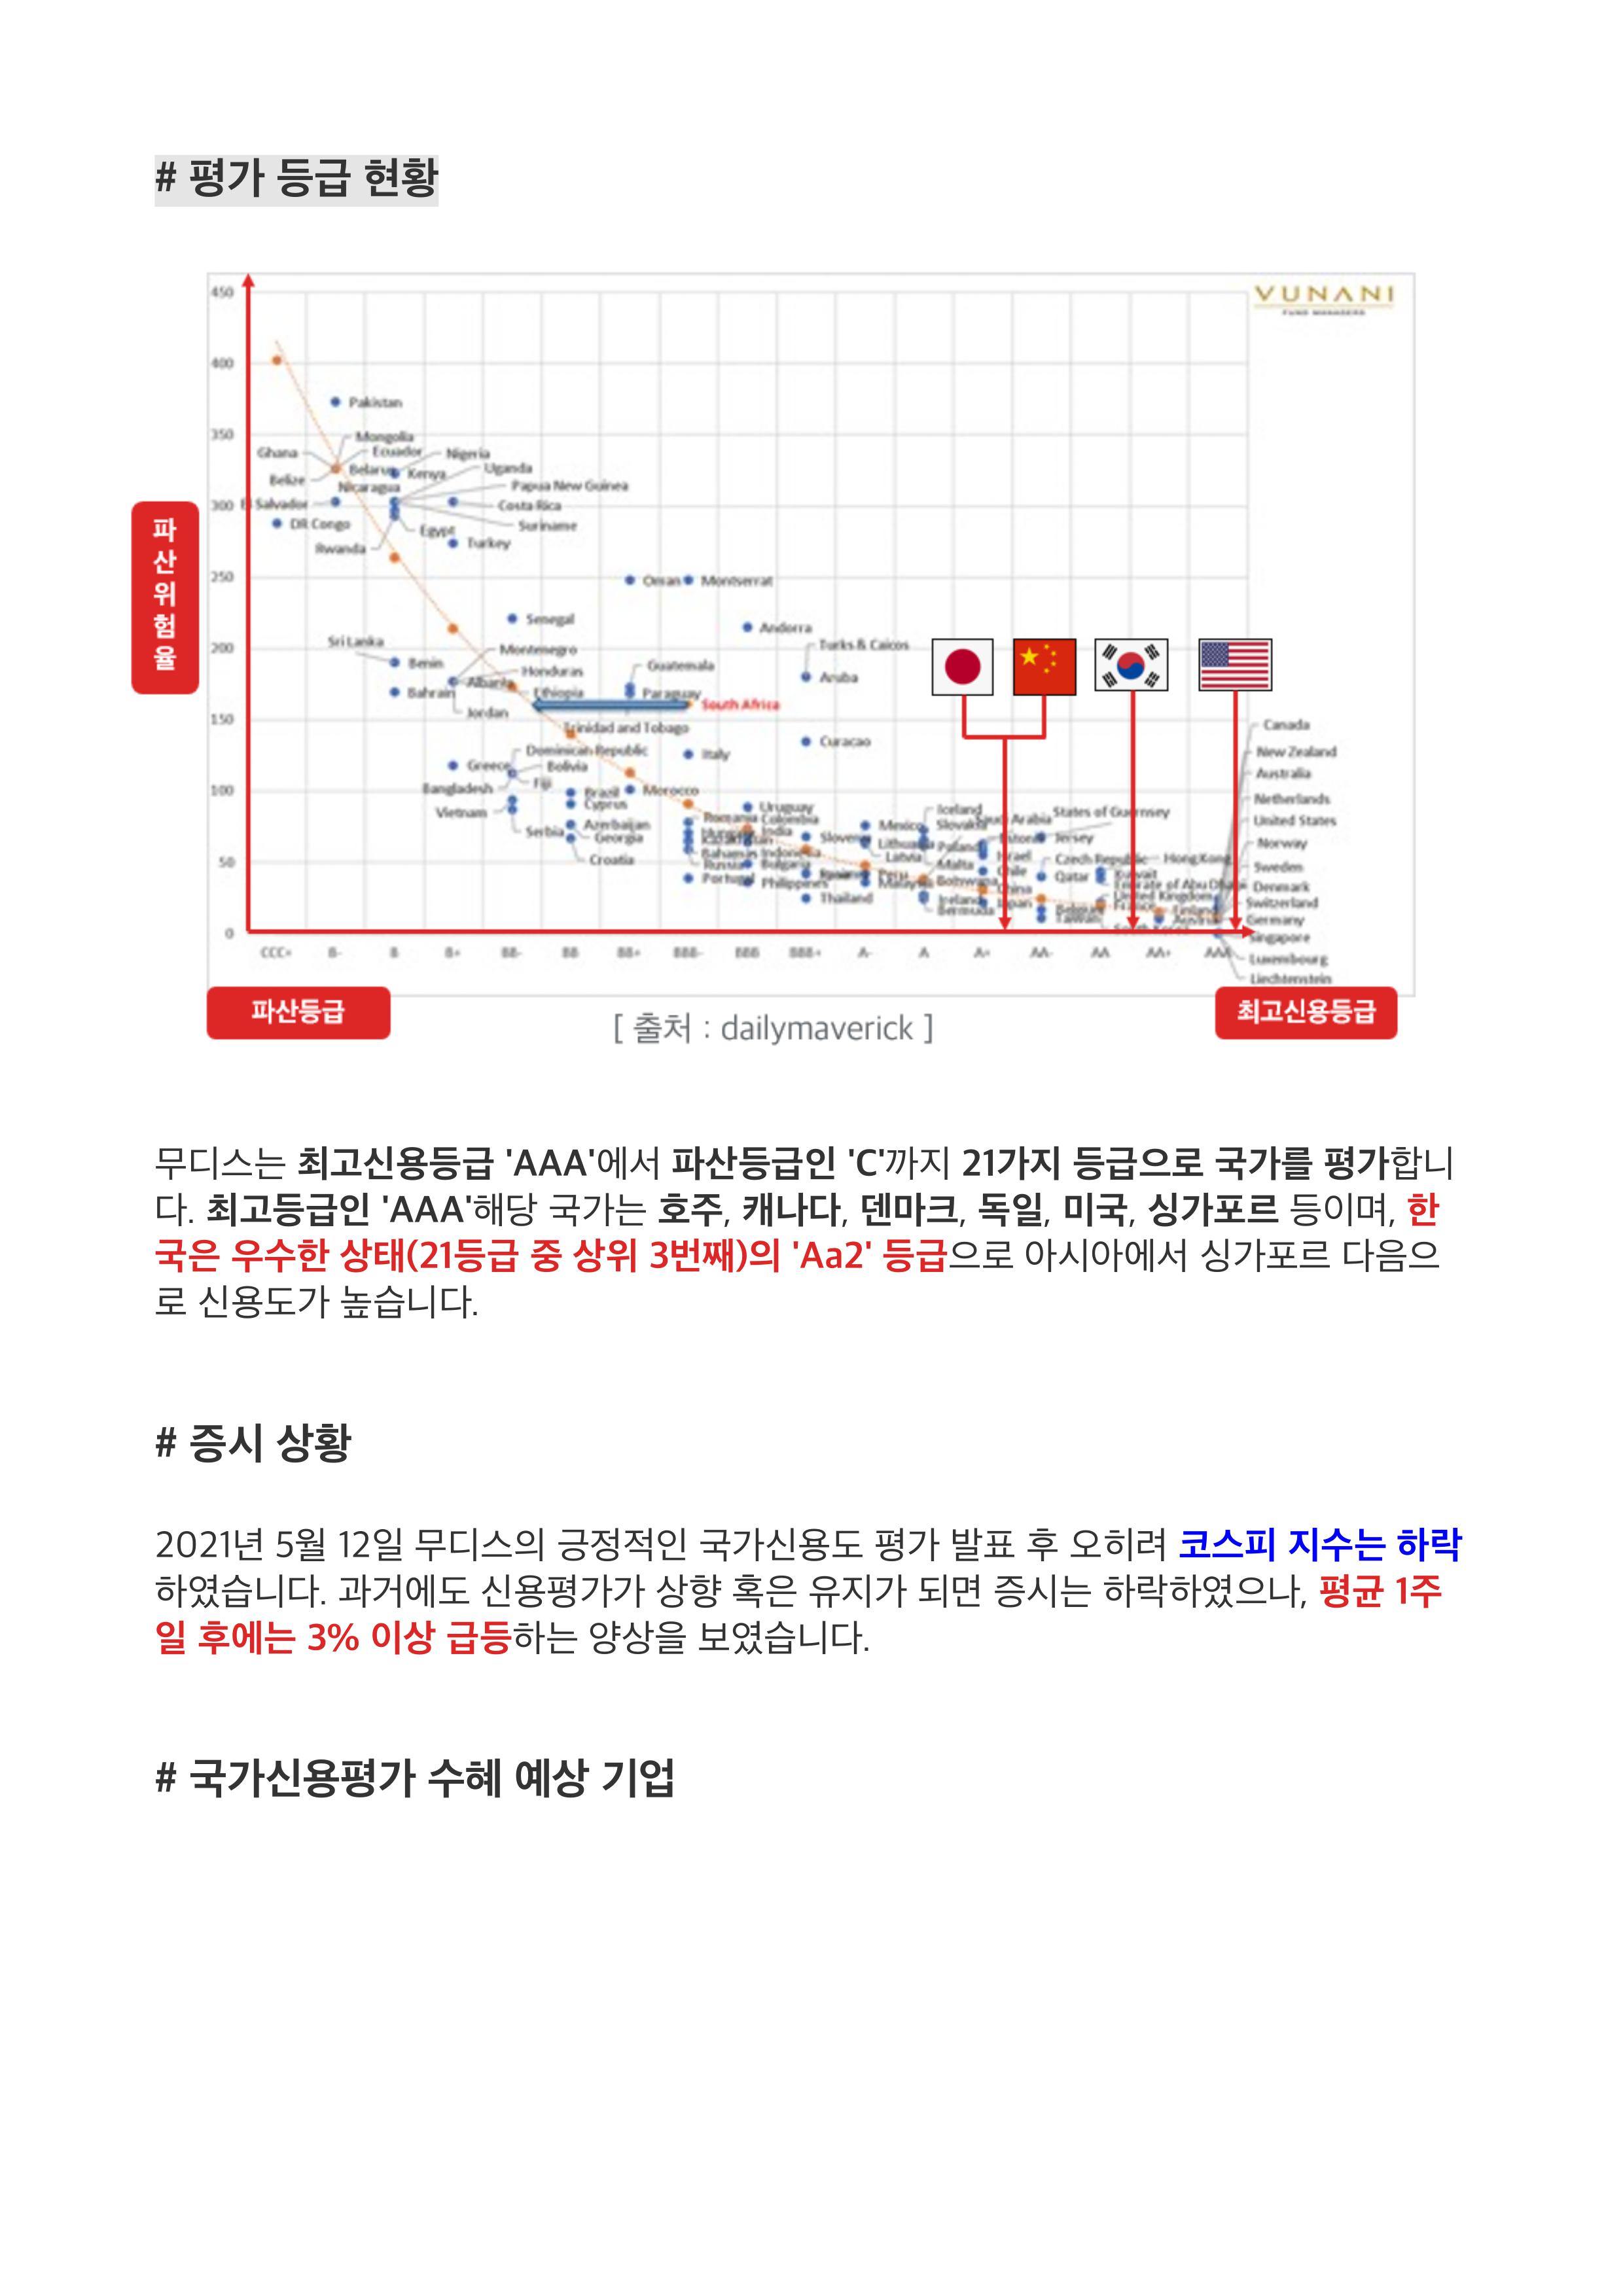 # 평가 등급 현황
VUNANI
FUND MANAGERS
450
400
350
300
250
200
150
100
50
0
파산위험율
Pakistan
Mongolia
Ghana
Ecuador
Nigeria
Belize
Belarus
Kenya
Uganda
Nicaragua
Papua New Guinea
El Salvador
Costa Rica
DR Congo
Suriname
Egypt
Rwanda
Turkey
Oman
Montserrat
Senegal
Andorra
Sri Lanka
Turks & Caicos
Montenegro
Benin
Honduras
Guatemala
Albania
Aruba
Bahrain
Ethiopia
Paraguay
Jordan
South Africa
Trinidad and Tobago
Curacao
Canada
Dominican Republic
Italy
New Zealand
Greece
Bolivia
Australia
Fiji
Bangladesh
Brazil
Morocco
Netherlands
Cyprus
Uruguay
Iceland
States of Guernsey
Vietnam
Romania
Colombia
Saudi Arabia
United States
Serbia
Azerbaijan
Mexico
Slovakia
Georgia
India
Slovenia
Jersey
Norway
Lithuania
Poland
Israel
Croatia
Bahamas
Indonesia
Latvia
Czech Republic
Hong Kong
Russia
Bulgaria
Malta
Chile
Kuwait
Sweden
Portugal
Philippines
Peru
Malaysia
Botswana
Qatar
Emirate of Abu Dhabi
China
Denmark
Thailand
Ireland
Japan
United Kingdom
France
Switzerland
Bermuda
Belgium
Taiwan
Finland
Austria
Germany
South Korea
Singapore
Luxembourg
Liechtenstein
CCC+ B- B B+ BB- BB BB+ BBB- BBB BBB+ A- A A+ AA- AA AA+ AAA
파산등급
최고신용등급
[ 출처 : dailymaverick ]
무디스는 최고신용등급 'AAA'에서 파산등급인 'C'까지 21가지 등급으로 국가를 평가합니
다. 최고등급인 'AAA'해당 국가는 호주, 캐나다, 덴마크, 독일, 미국, 싱가포르 등이며, 한
국은 우수한 상태(21등급 중 상위 3번째)의 'Aa2' 등급으로 아시아에서 싱가포르 다음으
로 신용도가 높습니다.
# 증시 상황
2021년 5월 12일 무디스의 긍정적인 국가신용도 평가 발표 후 오히려 코스피 지수는 하락
하였습니다. 과거에도 신용평가가 상향 혹은 유지가 되면 증시는 하락하였으나, 평균 1주
일 후에는 3% 이상 급등하는 양상을 보였습니다.
# 국가신용평가 수혜 예상 기업